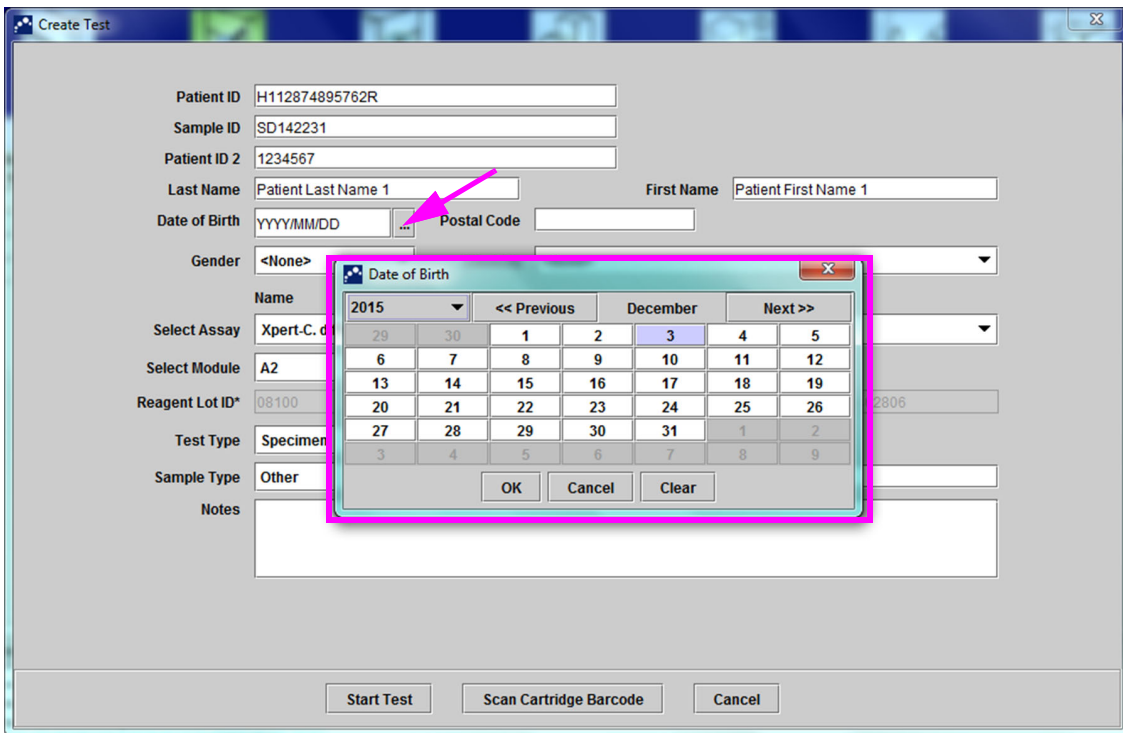 Create Test
Patient ID H112874895762R
Sample ID SD142231
Patient ID 2 1234567
Last Name Patient Last Name 1 First Name Patient First Name 1
Date of Birth YYYY/MM/DD ... Postal Code
Gender <None>
Date of Birth
2015 << Previous December Next >>
29 30 1 2 3 4 5
6 7 8 9 10 11 12
13 14 15 16 17 18 19
20 21 22 23 24 25 26
27 28 29 30 31 1 2
3 4 5 6 7 8 9
OK Cancel Clear
Name
Select Assay Xpert-C.
Select Module A2
Reagent Lot ID* 08100 2806
Test Type Specimen
Sample Type Other
Notes
Start Test Scan Cartridge Barcode Cancel